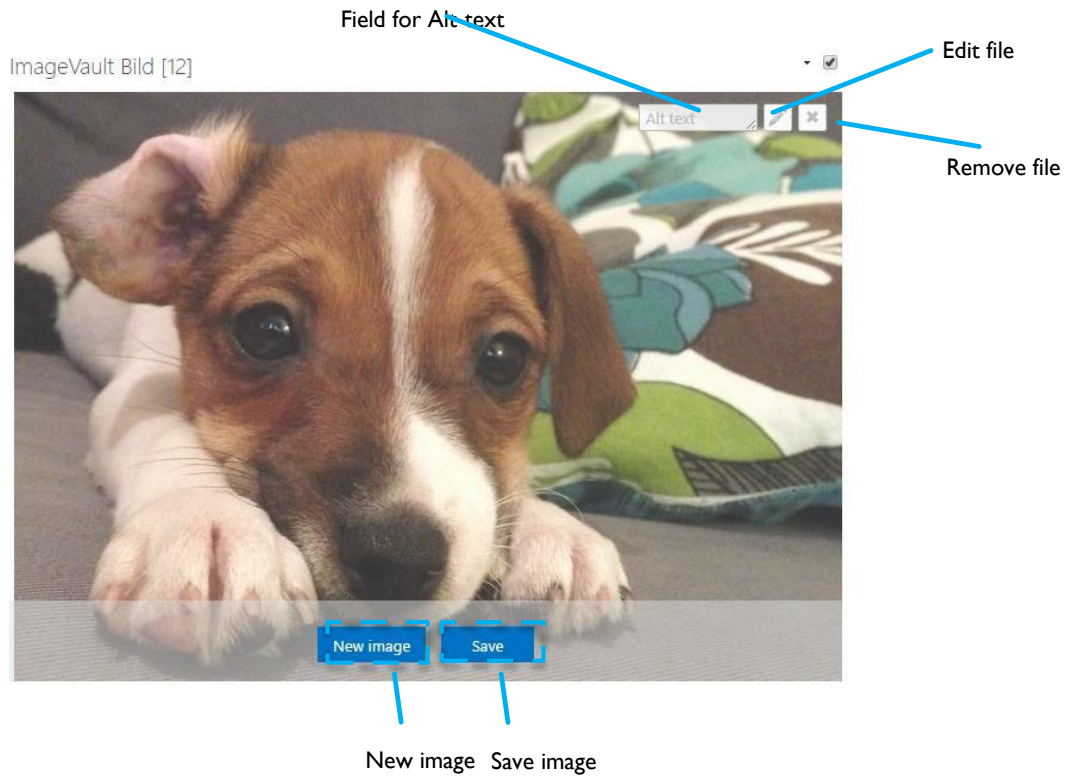 Field for Alt text
ImageVault Bild [12]
Edit file
Alt text
Remove file
New image
Save
New image
Save image